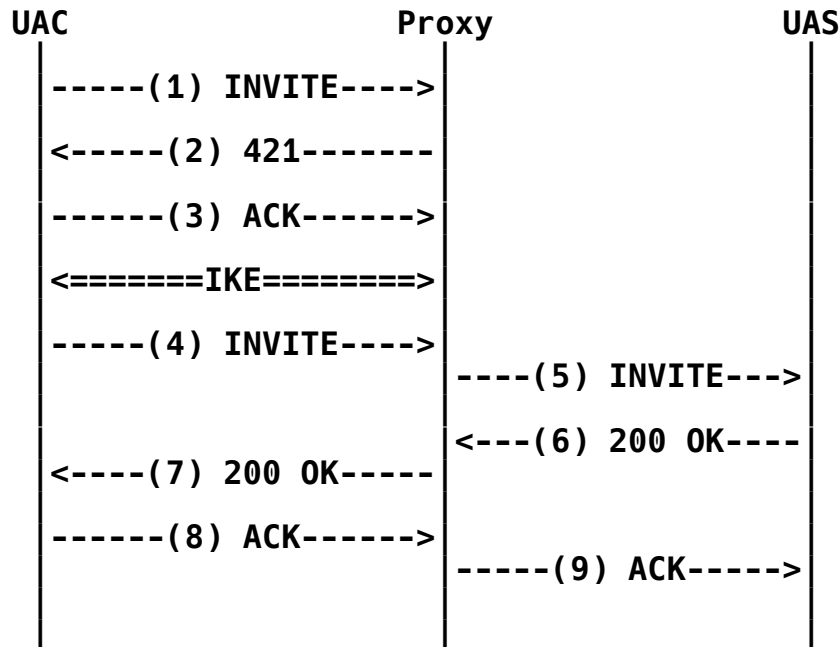 UAC Proxy UAS
-----(1) INVITE---->
<-----(2) 421-------
------(3) ACK------>
<=======IKE========>
-----(4) INVITE---->
----(5) INVITE--->
<---(6) 200 OK----
<----(7) 200 OK-----
------(8) ACK------>
-----(9) ACK----->